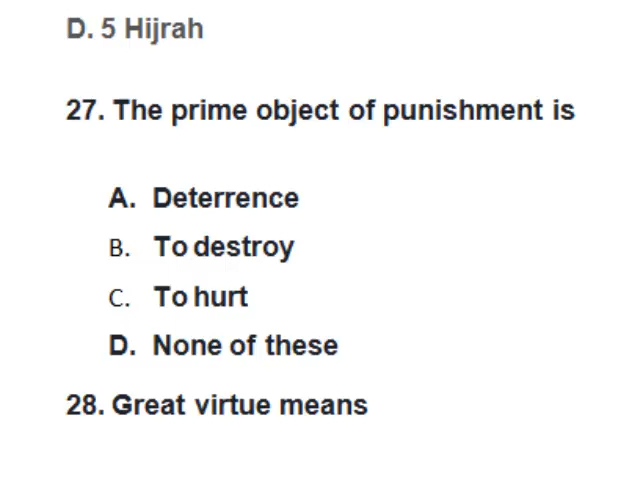 D. 5 Hijrah
27. The prime object of punishment is
A. Deterrence
B. To destroy
C. To hurt
D. None of these
28. Great virtue means